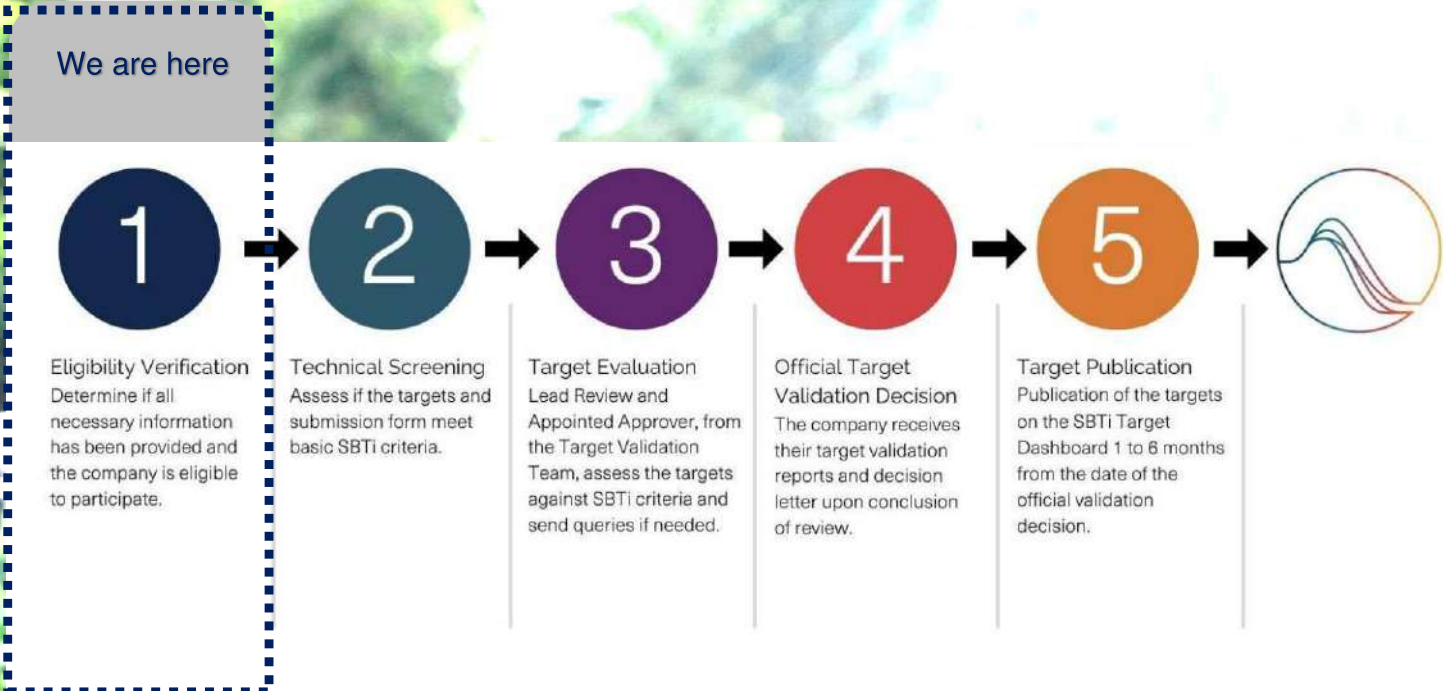 We are here
1
2
3
4
5
Eligibility Verification
Determine if all
necessary information
has been provided and
the company is eligible
to participate.
Technical Screening
Assess if the targets and
submission form meet
basic SBTi criteria.
Target Evaluation
Lead Review and
Appointed Approver, from
the Target Validation
Team, assess the targets
against SBTi criteria and
send queries if needed.
Official Target
Validation Decision
The company receives
their target validation
reports and decision
letter upon conclusion
of review.
Target Publication
Publication of the targets
on the SBTi Target
Dashboard 1 to 6 months
from the date of the
official validation
decision.